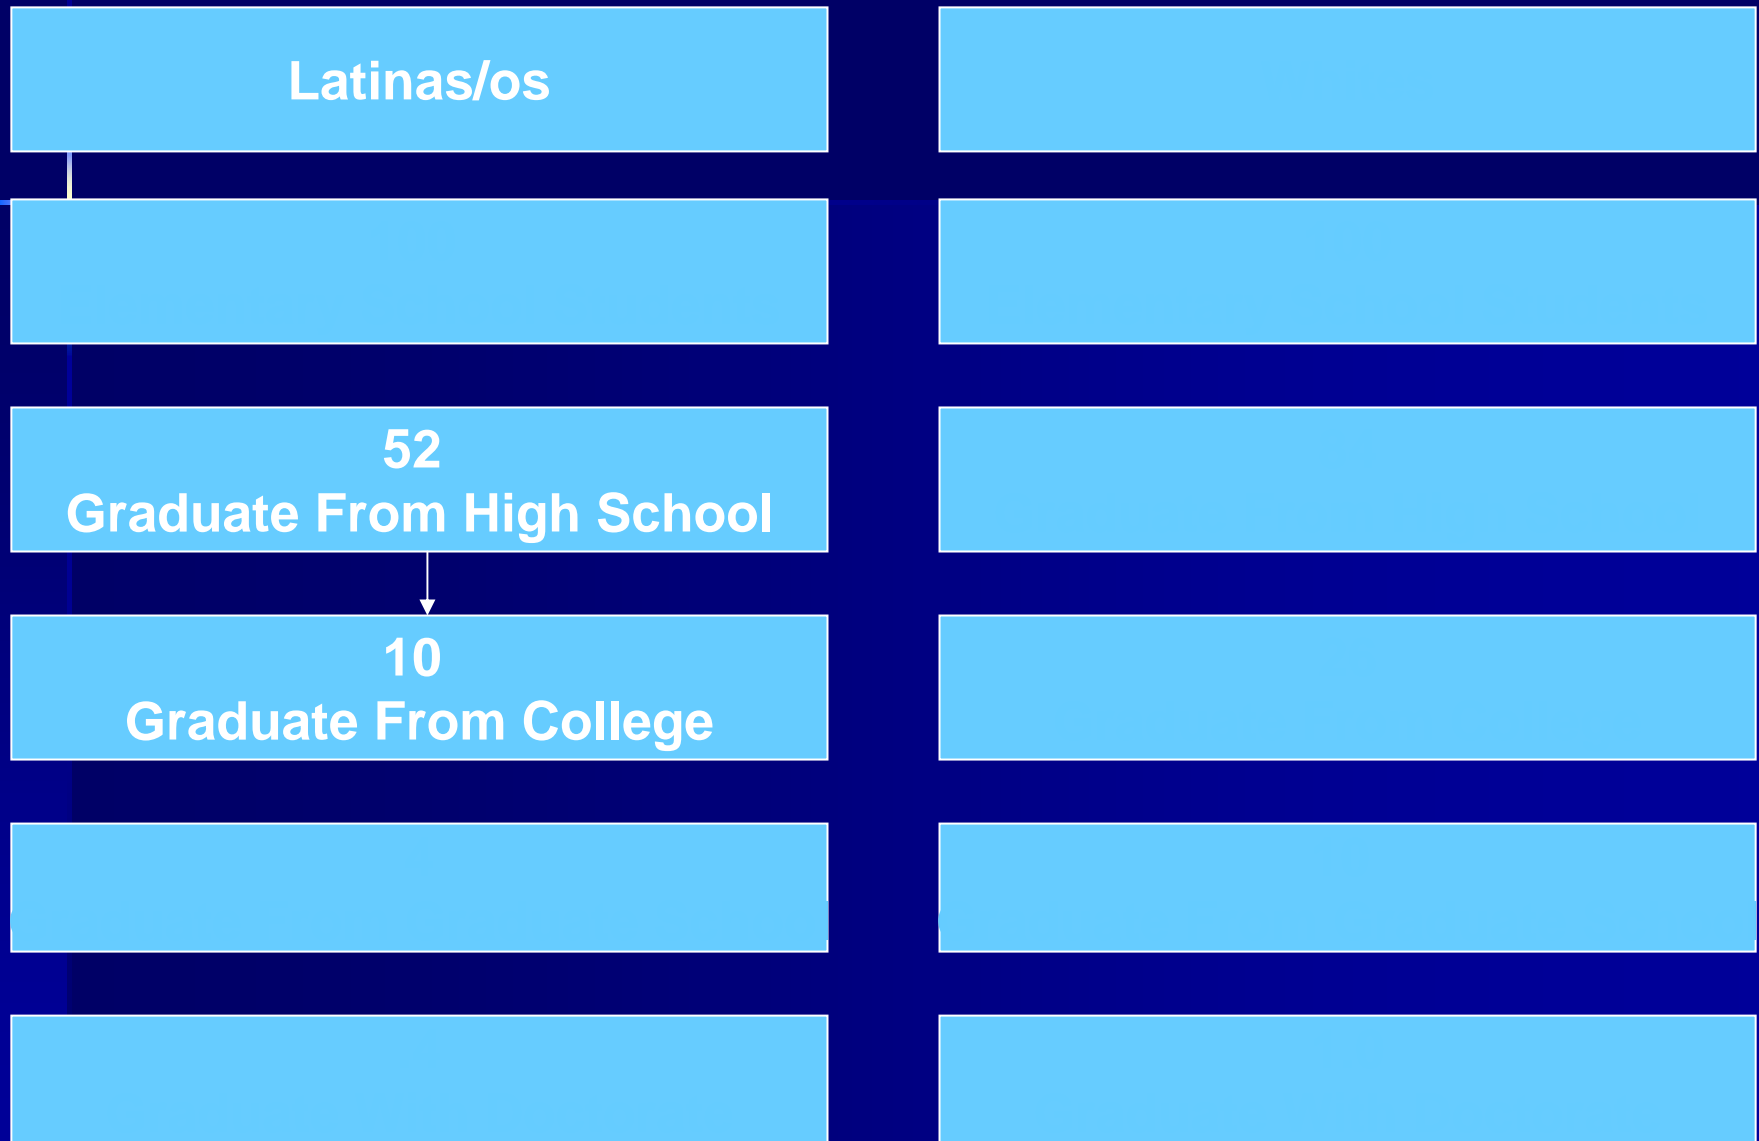 Latinas/os
52
Graduate From High School
10
Graduate From College